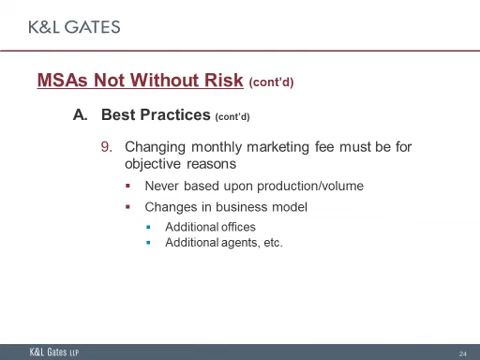 K&L GATES
MSAs Not Without Risk (cont'd)
A. Best Practices (cont'd)
9. Changing monthly marketing fee must be for
objective reasons
▪ Never based upon production/volume
▪ Changes in business model
▪ Additional offices
▪ Additional agents, etc.
K&L Gates LLP
24